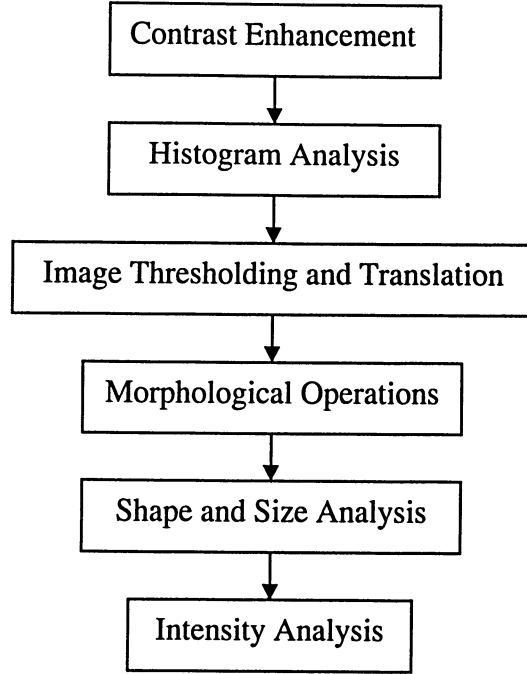 Contrast Enhancement
Histogram Analysis
Image Thresholding and Translation
Morphological Operations
Shape and Size Analysis
Intensity Analysis